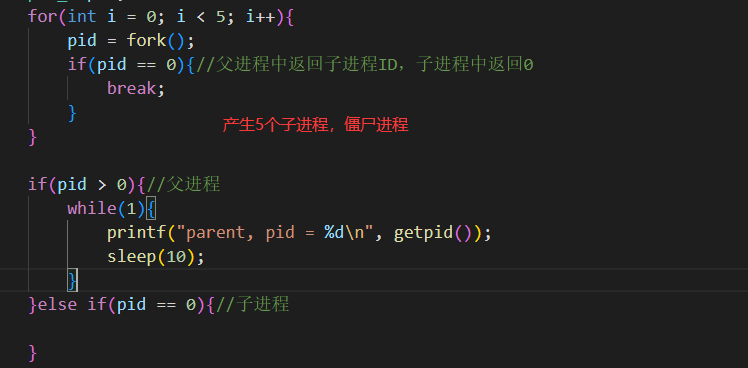 for(int i = 0; i < 5; i++){
pid = fork();
if(pid == 0){//父进程中返回子进程ID，子进程中返回0
break;
}
产生5个子进程，僵尸进程
}
if(pid > 0){//父进程
while(1){
printf("parent, pid = %d\n", getpid());
sleep(10);
}
}else if(pid == 0){//子进程
}